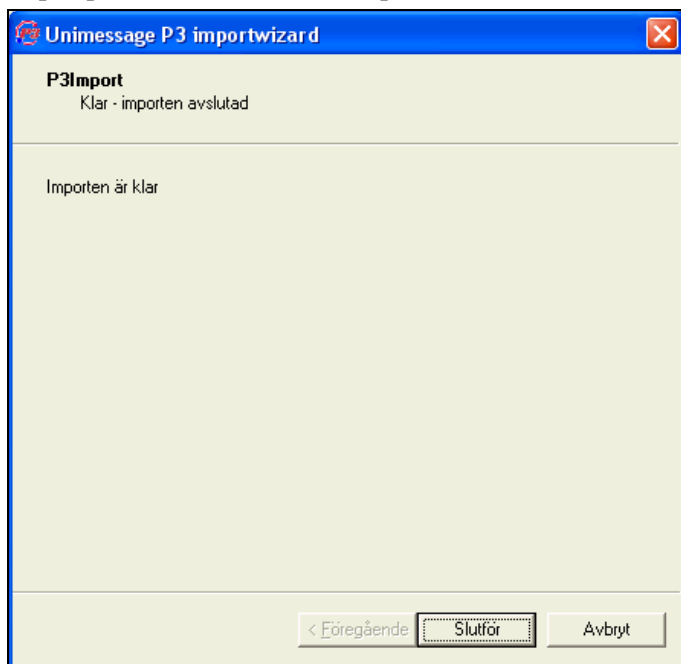 Unimessage P3 importwizard
P3Import
Klar - importen avslutad
Importen är klar
< Föregående Slutför Avbryt